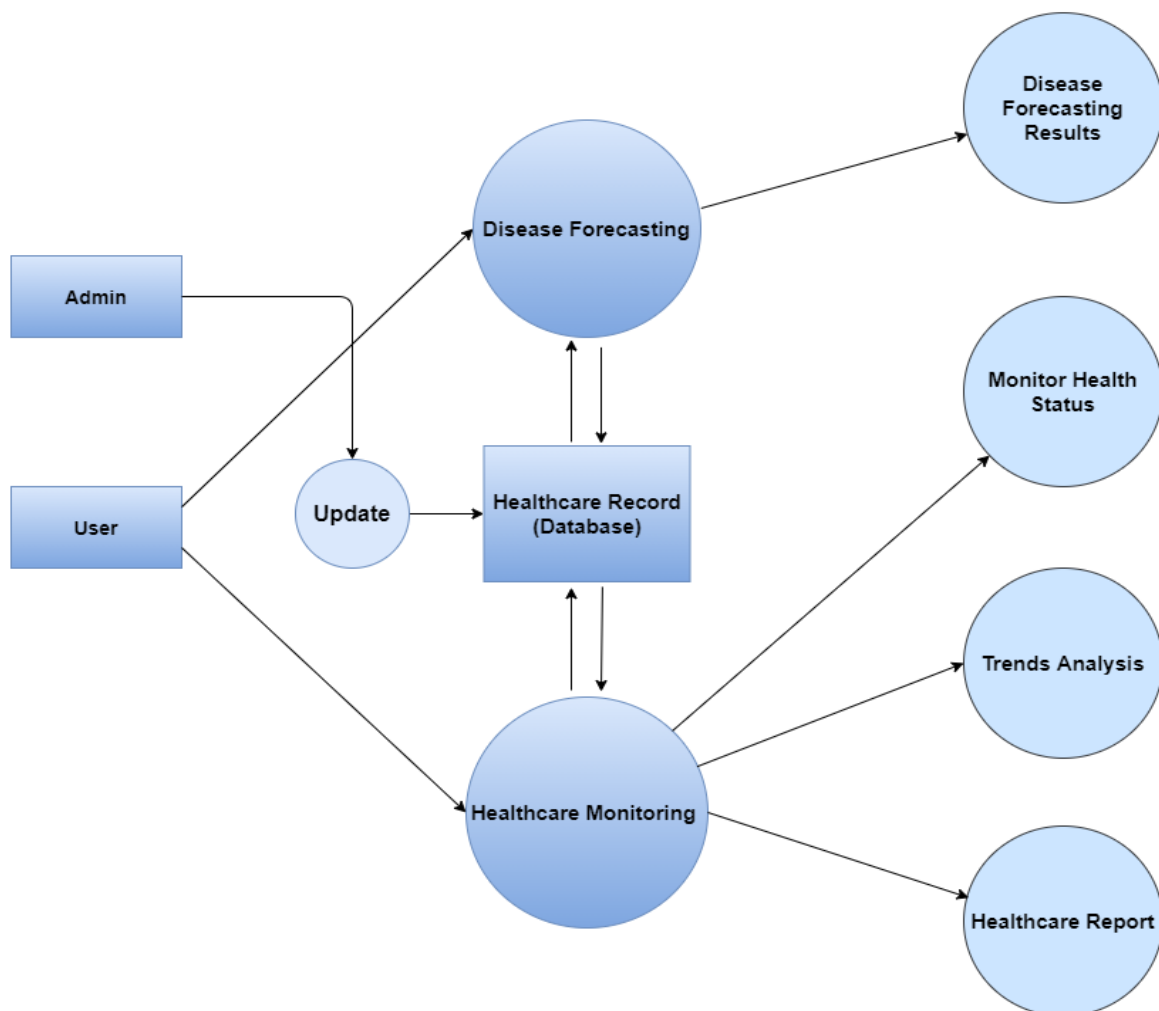 Disease
Forecasting
Results
Disease Forecasting
Admin
Monitor Health
Status
User
Update
Healthcare Record
(Database)
Trends Analysis
Healthcare Monitoring
Healthcare Report